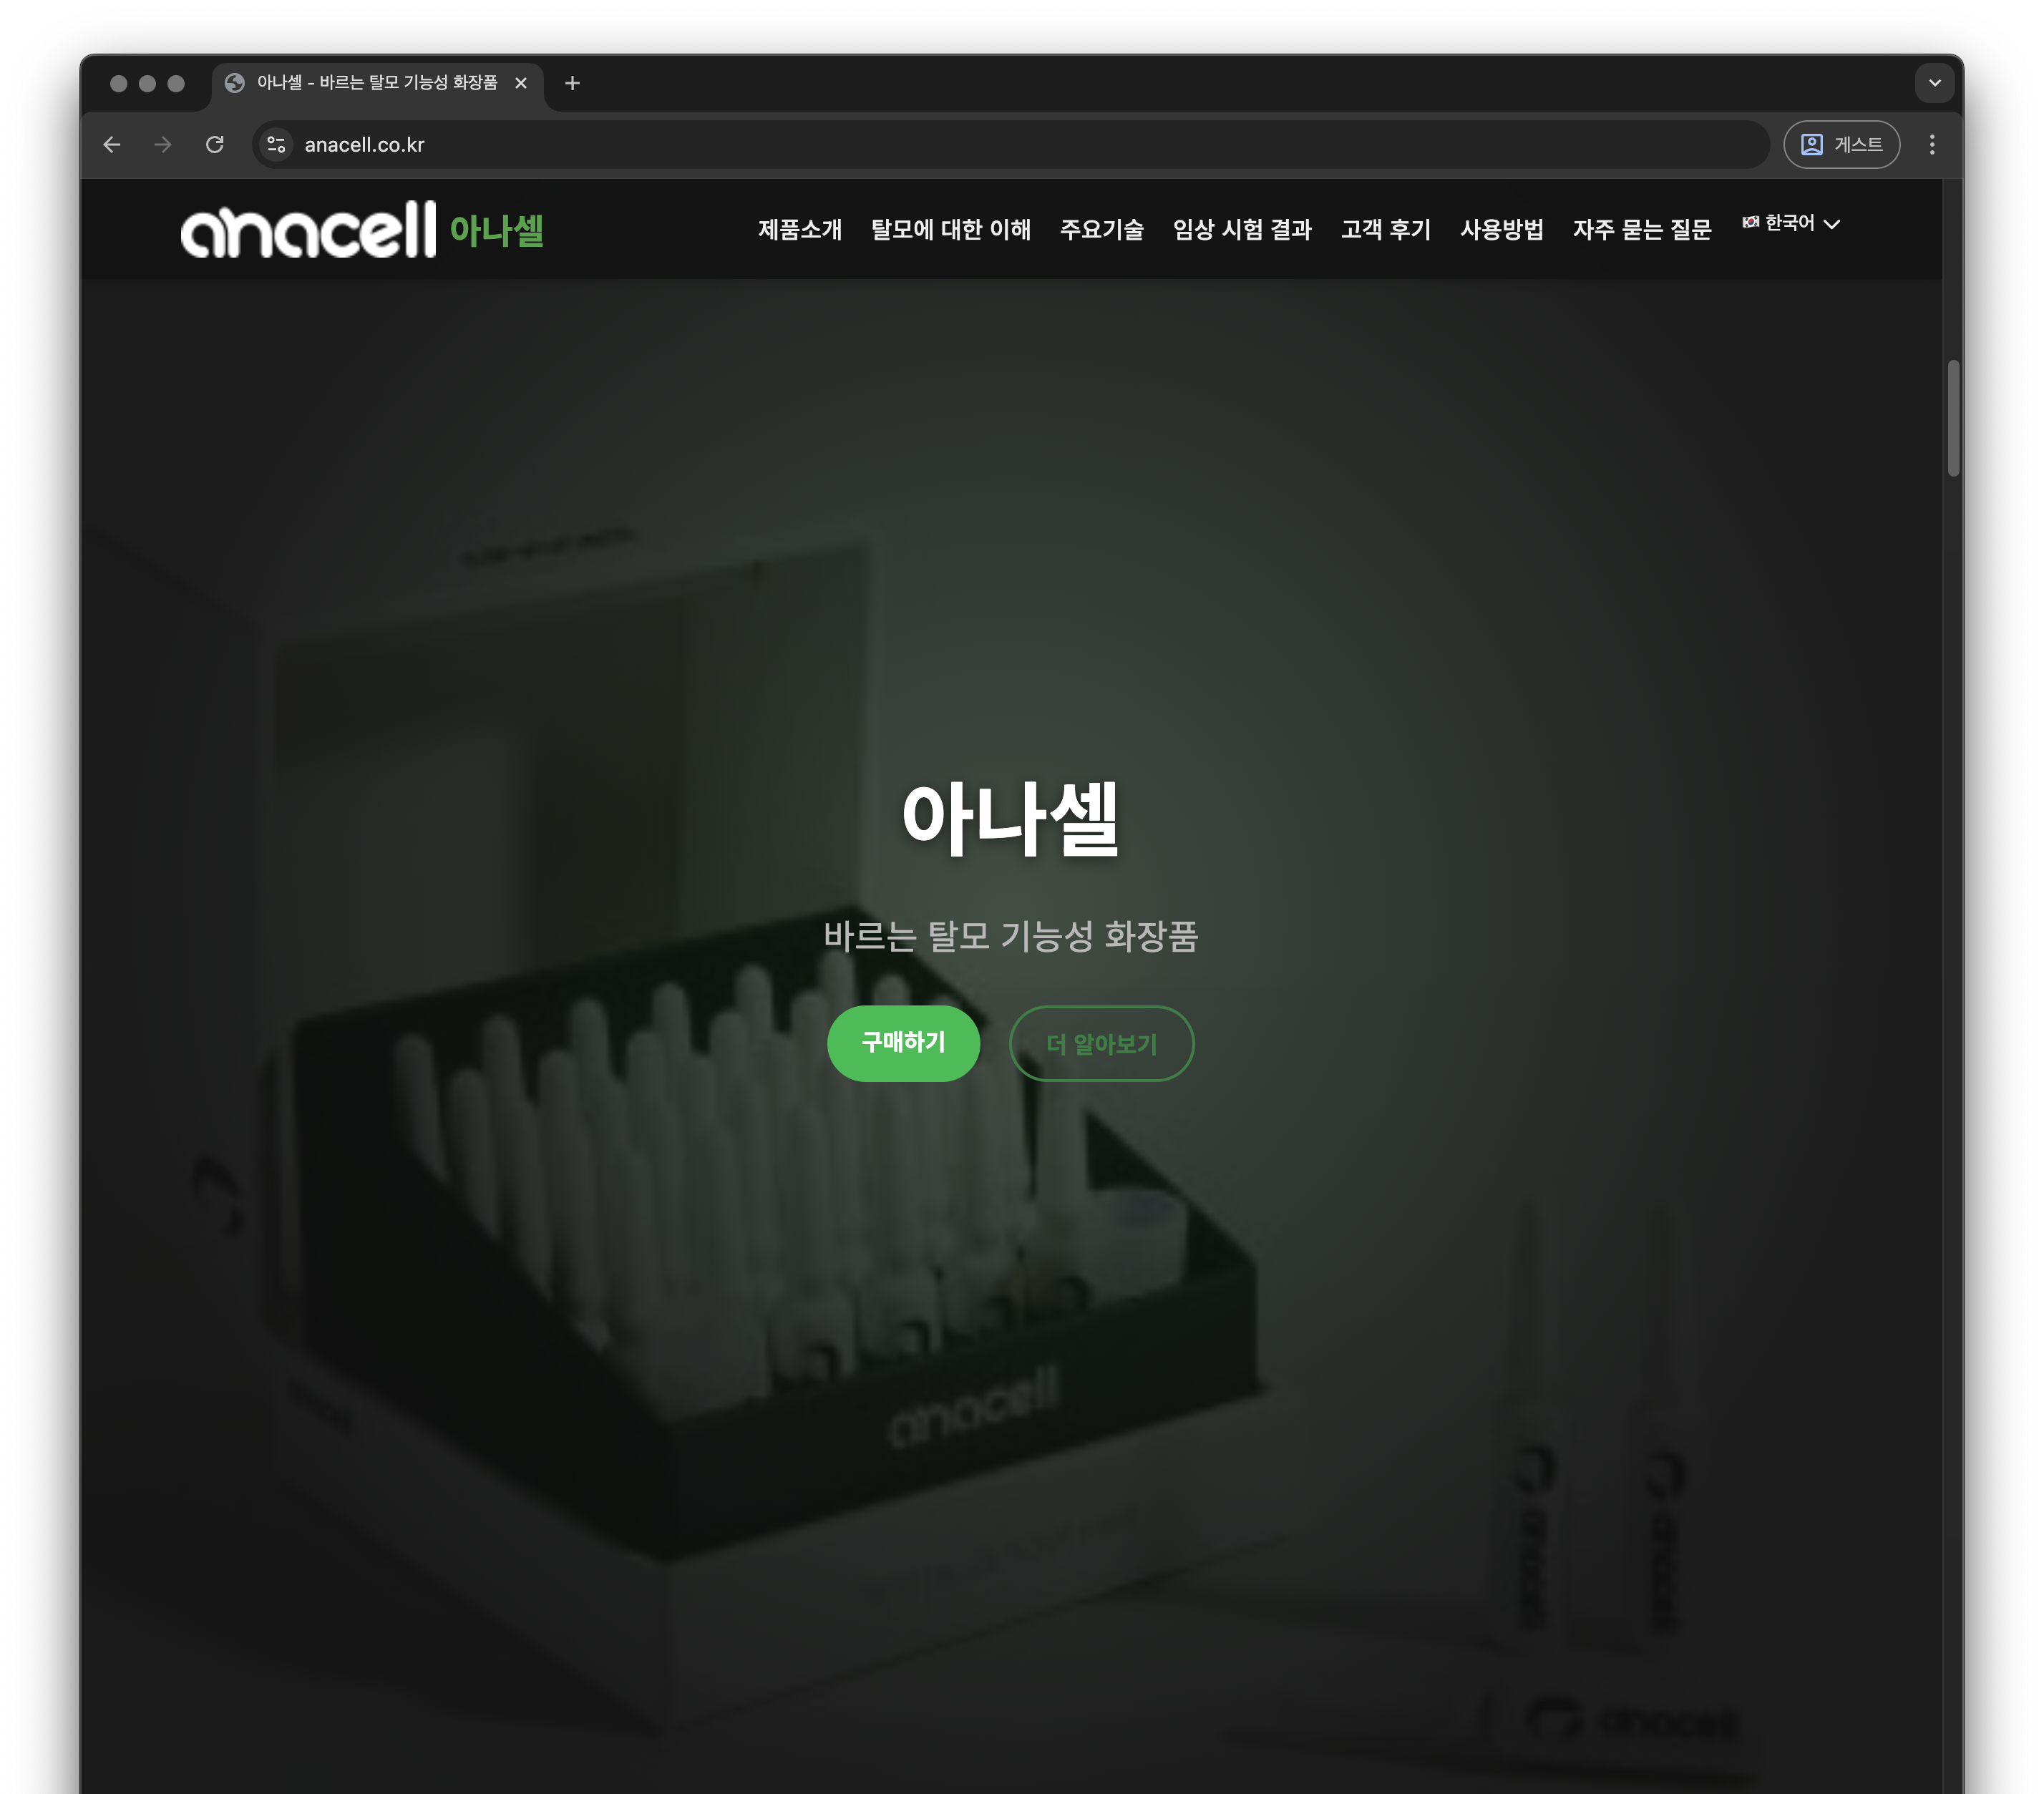 아나셀 - 바르는 탈모 기능성 화장품
anacell.co.kr
게스트
anacell 아나셀
제품소개 탈모에 대한 이해 주요기술 임상 시험 결과 고객 후기 사용방법 자주 묻는 질문 한국어
아나셀
바르는 탈모 기능성 화장품
구매하기 더 알아보기
anacell
anacell anacell
anacell